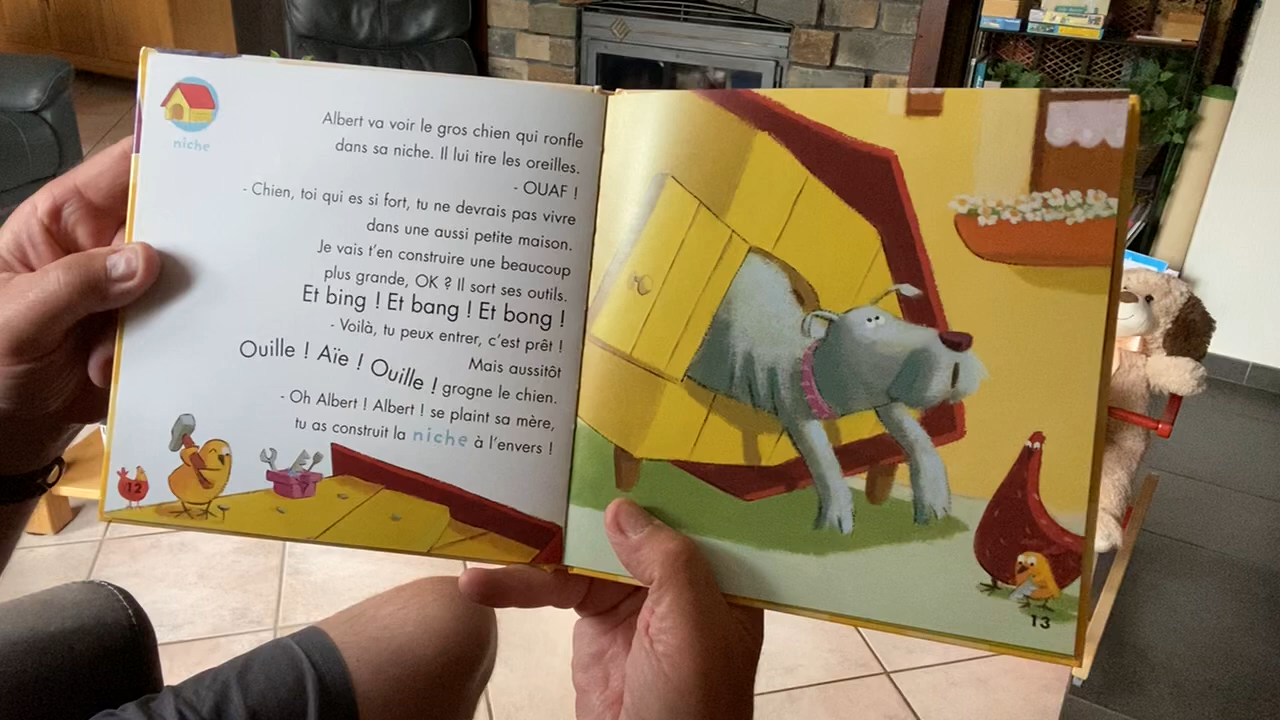 niche
Albert va voir le gros chien qui ronfle
dans sa niche. Il lui tire les oreilles.
- OUAF !
- Chien, toi qui es si fort, tu ne devrais pas vivre
dans une aussi petite maison.
Je vais t'en construire une beaucoup
plus grande, OK ? Il sort ses outils.
Et bing ! Et bang ! Et bong !
- Voilà, tu peux entrer, c'est prêt !
Mais aussitôt
Ouille ! Aïe ! Ouille ! grogne le chien.
- Oh Albert ! Albert ! se plaint sa mère,
tu as construit la niche à l'envers !
12
13